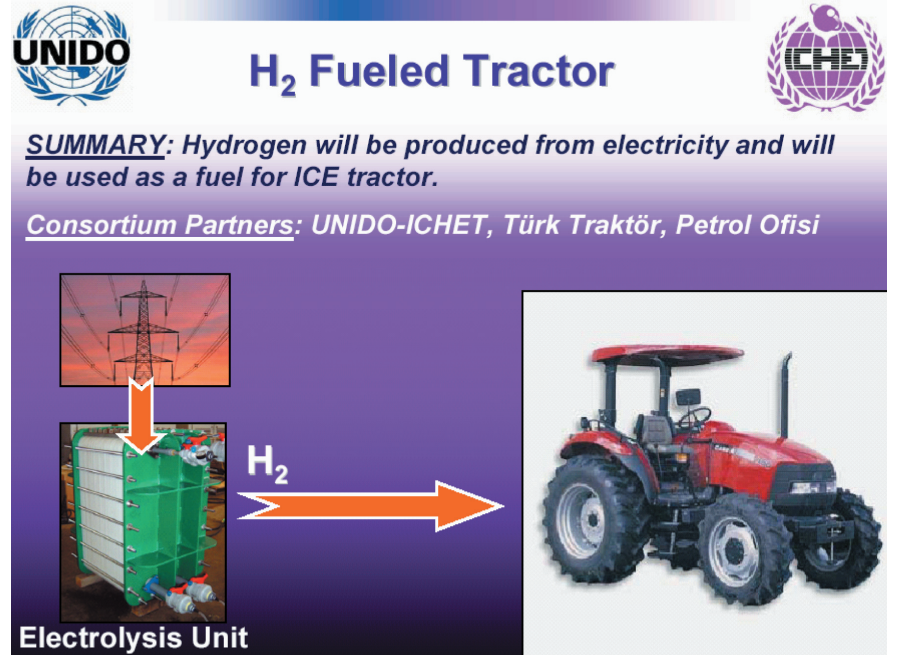 UNIDO
ICHET
H₂ Fueled Tractor
SUMMARY: Hydrogen will be produced from electricity and will
be used as a fuel for ICE tractor.
Consortium Partners: UNIDO-ICHET, Türk Traktör, Petrol Ofisi
H₂
Electrolysis Unit